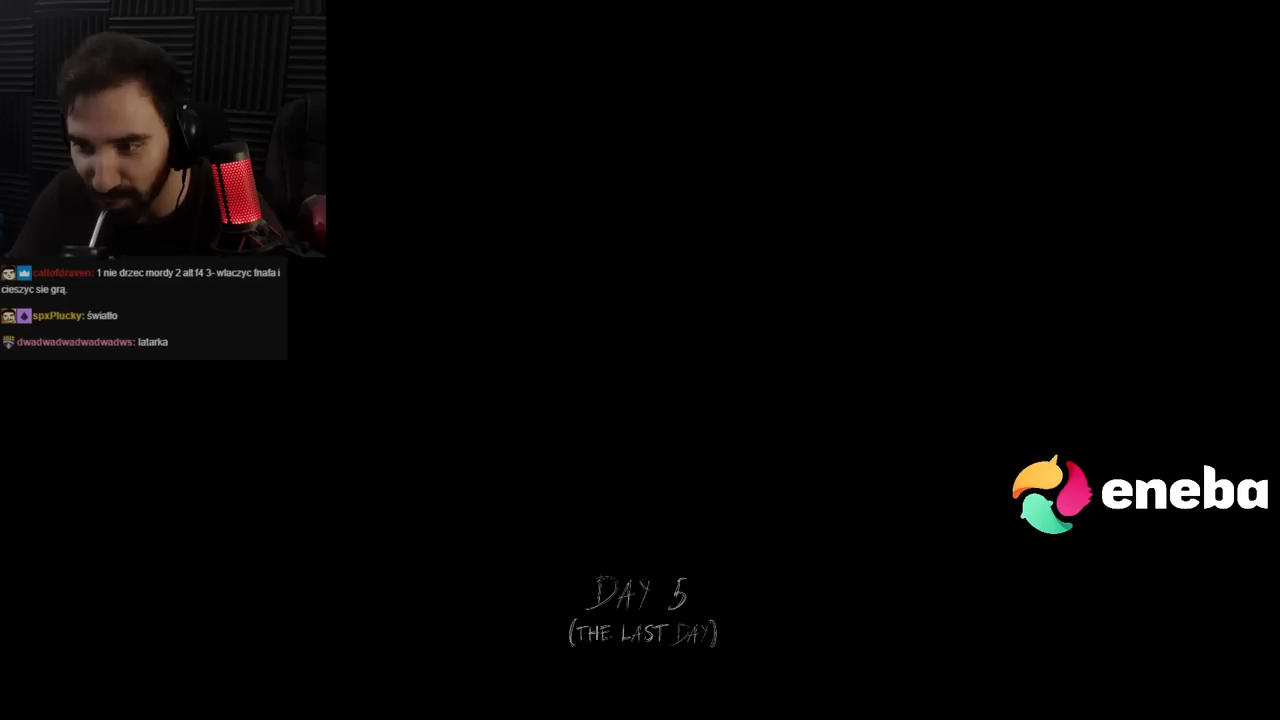 callofdraven: 1 nie drzec mordy 2 alt f4 3- wlaczyc fnafa i
cieszyc sie grą.
spxPlucky: światło
dwadwadwadwadwadws: latarka
eneba
DAY 5
(THE LAST DAY)